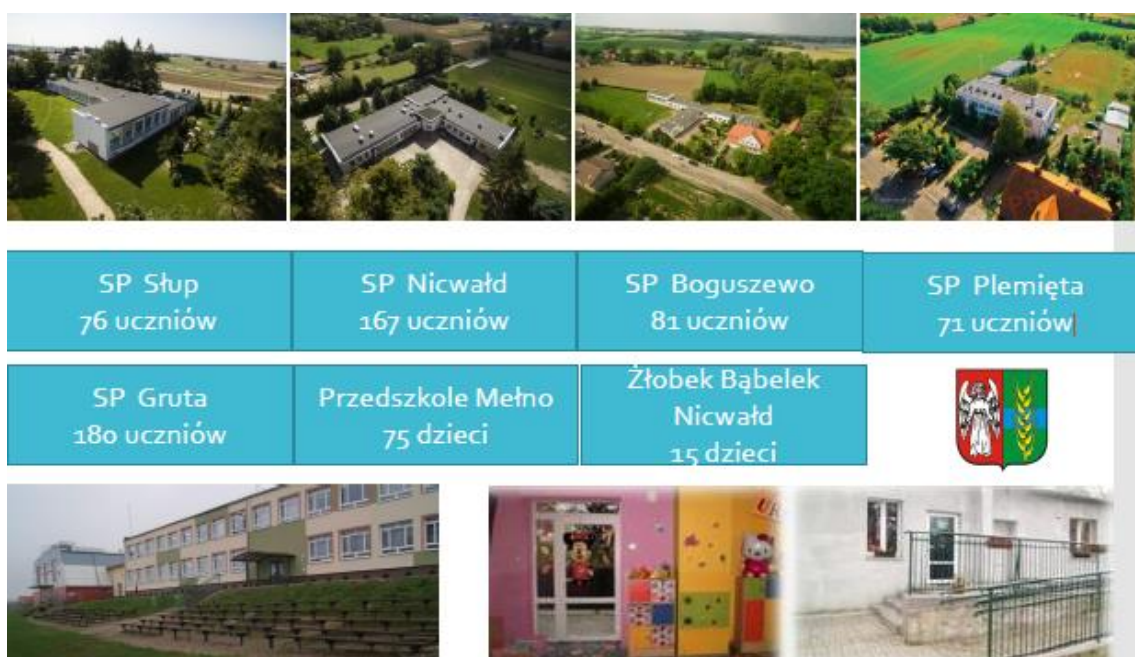 SP Słup
76 uczniów
SP Nicwałd
167 uczniów
SP Boguszewo
81 uczniów
SP Plemięta
71 uczniów
SP Gruta
180 uczniów
Przedszkole Mełno
75 dzieci
Żłobek Bąbelek
Nicwałd
15 dzieci